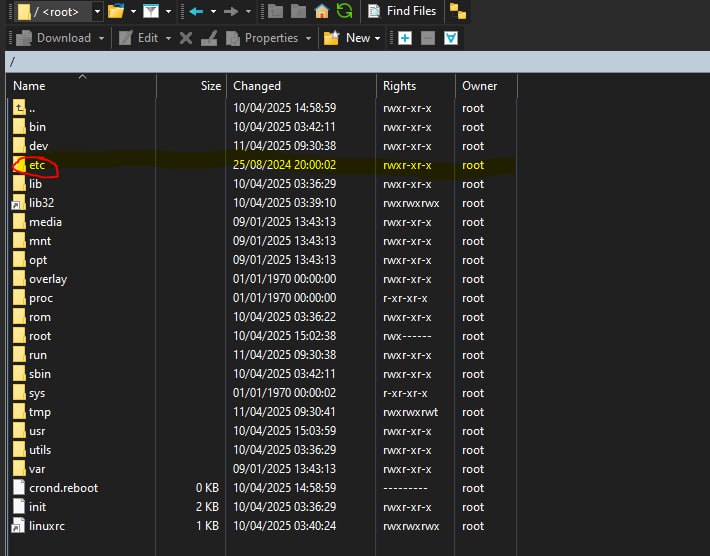 / <root>
Find Files
Download Edit Properties New
/
Name Size Changed Rights Owner
.. 10/04/2025 14:58:59 rwxr-xr-x root
bin 10/04/2025 03:42:11 rwxr-xr-x root
dev 11/04/2025 09:30:38 rwxr-xr-x root
etc 25/08/2024 20:00:02 rwxr-xr-x root
lib 10/04/2025 03:36:29 rwxr-xr-x root
lib32 10/04/2025 03:39:10 rwxrwxrwx root
media 09/01/2025 13:43:13 rwxr-xr-x root
mnt 09/01/2025 13:43:13 rwxr-xr-x root
opt 09/01/2025 13:43:13 rwxr-xr-x root
overlay 01/01/1970 00:00:00 rwxr-xr-x root
proc 01/01/1970 00:00:00 r-xr-xr-x root
rom 10/04/2025 03:36:22 rwxr-xr-x root
root 10/04/2025 15:02:38 rwx------ root
run 11/04/2025 09:30:38 rwxr-xr-x root
sbin 10/04/2025 03:42:11 rwxr-xr-x root
sys 01/01/1970 00:00:02 r-xr-xr-x root
tmp 11/04/2025 09:30:41 rwxrwxrwt root
usr 10/04/2025 15:03:59 rwxr-xr-x root
utils 10/04/2025 03:36:29 rwxr-xr-x root
var 09/01/2025 13:43:13 rwxr-xr-x root
crond.reboot 0 KB 10/04/2025 14:58:59 --------- root
init 2 KB 10/04/2025 03:36:29 rwxr-xr-x root
linuxrc 1 KB 10/04/2025 03:40:24 rwxrwxrwx root